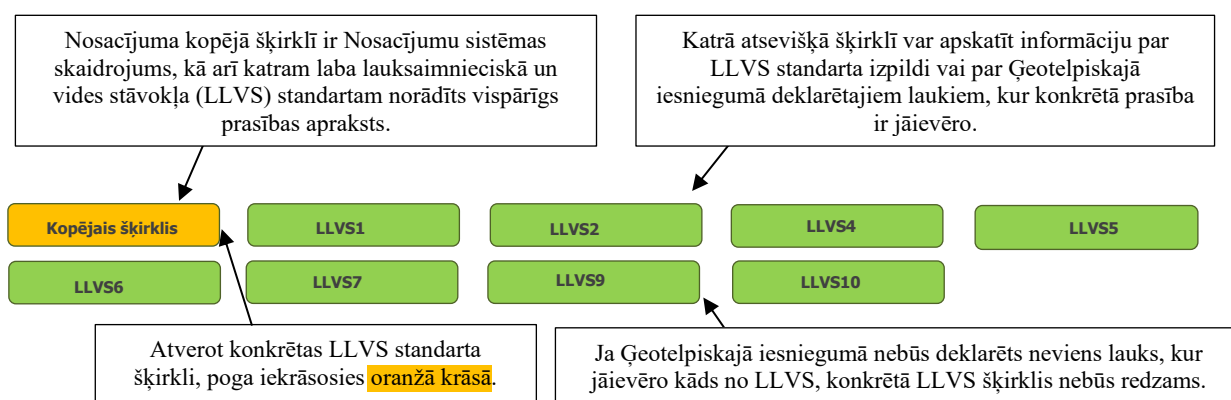 Nosacījuma kopējā šķirklī ir Nosacījumu sistēmas
skaidrojums, kā arī katram laba lauksaimnieciskā un
vides stāvokļa (LLVS) standartam norādīts vispārīgs
prasības apraksts.
Katrā atsevišķā šķirklī var apskatīt informāciju par
LLVS standarta izpildi vai par Ģeotelpiskajā
iesniegumā deklarētajiem laukiem, kur konkrētā prasība
ir jāievēro.
Kopējais šķirklis
LLVS1
LLVS2
LLVS4
LLVS5
LLVS6
LLVS7
LLVS9
LLVS10
Atverot konkrētas LLVS standarta
šķirkli, poga iekrāsosies oranžā krāsā.
Ja Ģeotelpiskajā iesniegumā nebūs deklarēts neviens lauks, kur
jāievēro kāds no LLVS, konkrētā LLVS šķirklis nebūs redzams.